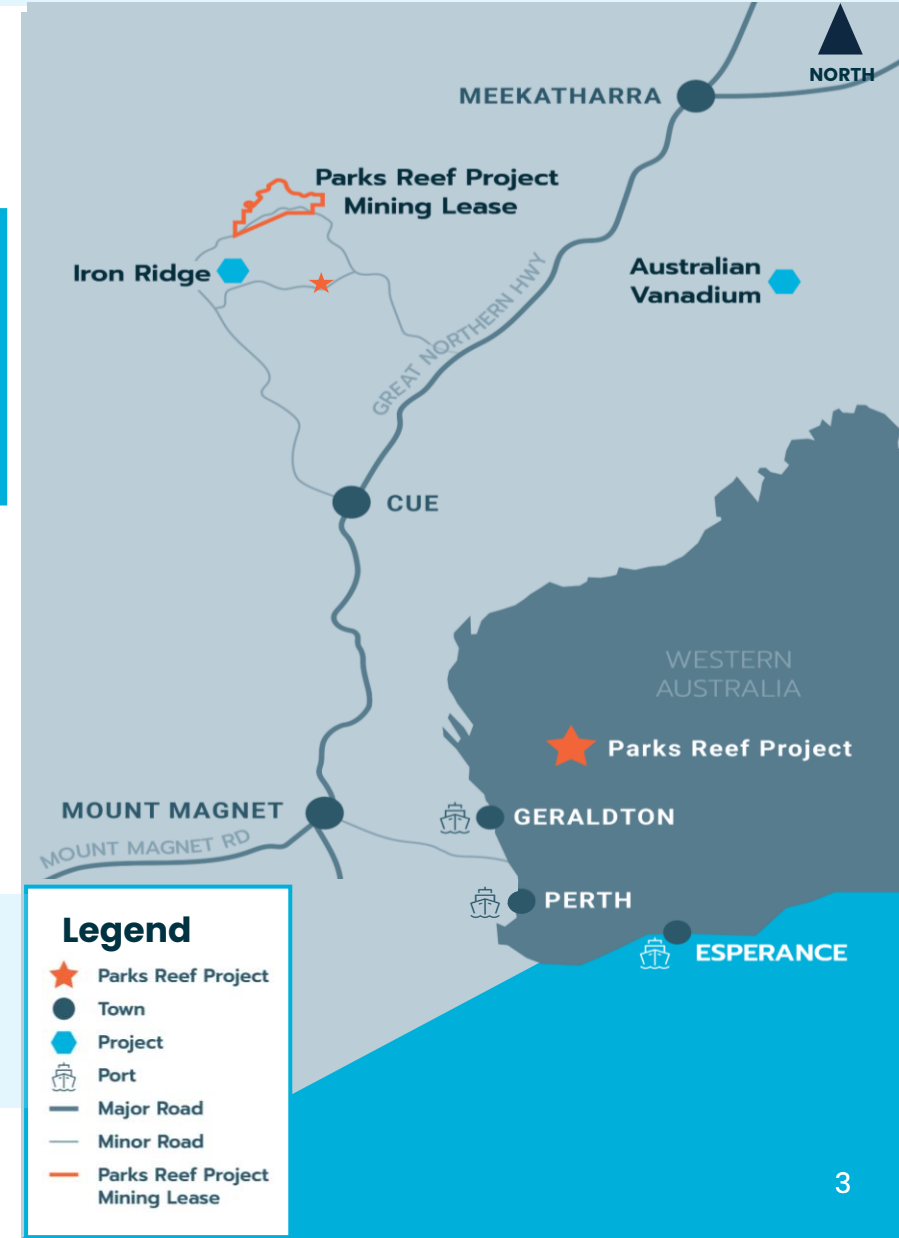 NORTH
MEEKATHARRA
Parks Reef Project
Mining Lease
Iron Ridge
Australian
Vanadium
GREAT NORTHERN HWY
CUE
WESTERN
AUSTRALIA
Parks Reef Project
MOUNT MAGNET
GERALDTON
MOUNT MAGNET RD
PERTH
ESPERANCE
Legend
Parks Reef Project
Town
Project
Port
Major Road
Minor Road
Parks Reef Project
Mining Lease
3